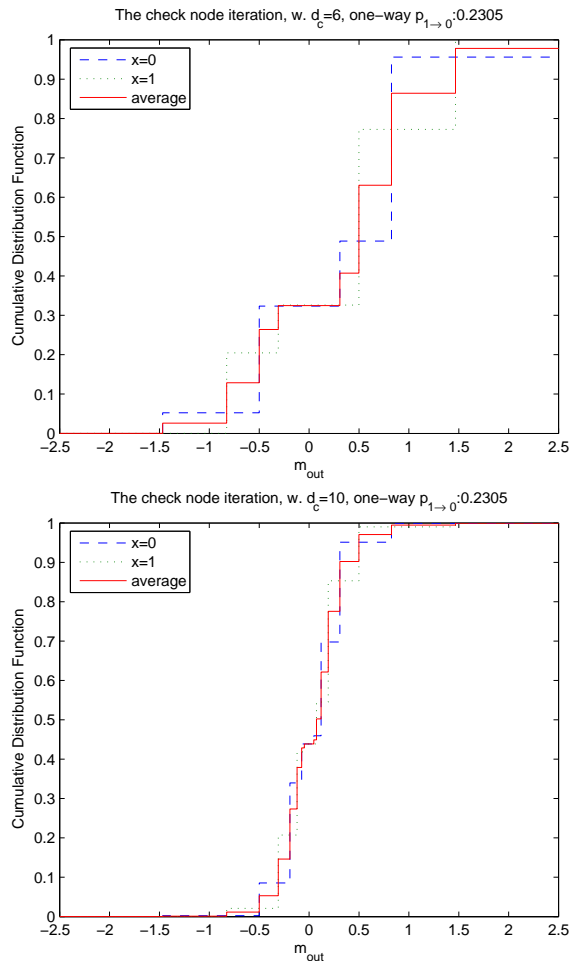 The check node iteration, w. d_c=6, one−way p_{1→0}:0.2305
Cumulative Distribution Function
1
0.9
0.8
0.7
0.6
0.5
0.4
0.3
0.2
0.1
0
x=0
x=1
average
−2.5 −2 −1.5 −1 −0.5 0 0.5 1 1.5 2 2.5
m_out
The check node iteration, w. d_c=10, one−way p_{1→0}:0.2305
Cumulative Distribution Function
1
0.9
0.8
0.7
0.6
0.5
0.4
0.3
0.2
0.1
0
x=0
x=1
average
−2.5 −2 −1.5 −1 −0.5 0 0.5 1 1.5 2 2.5
m_out